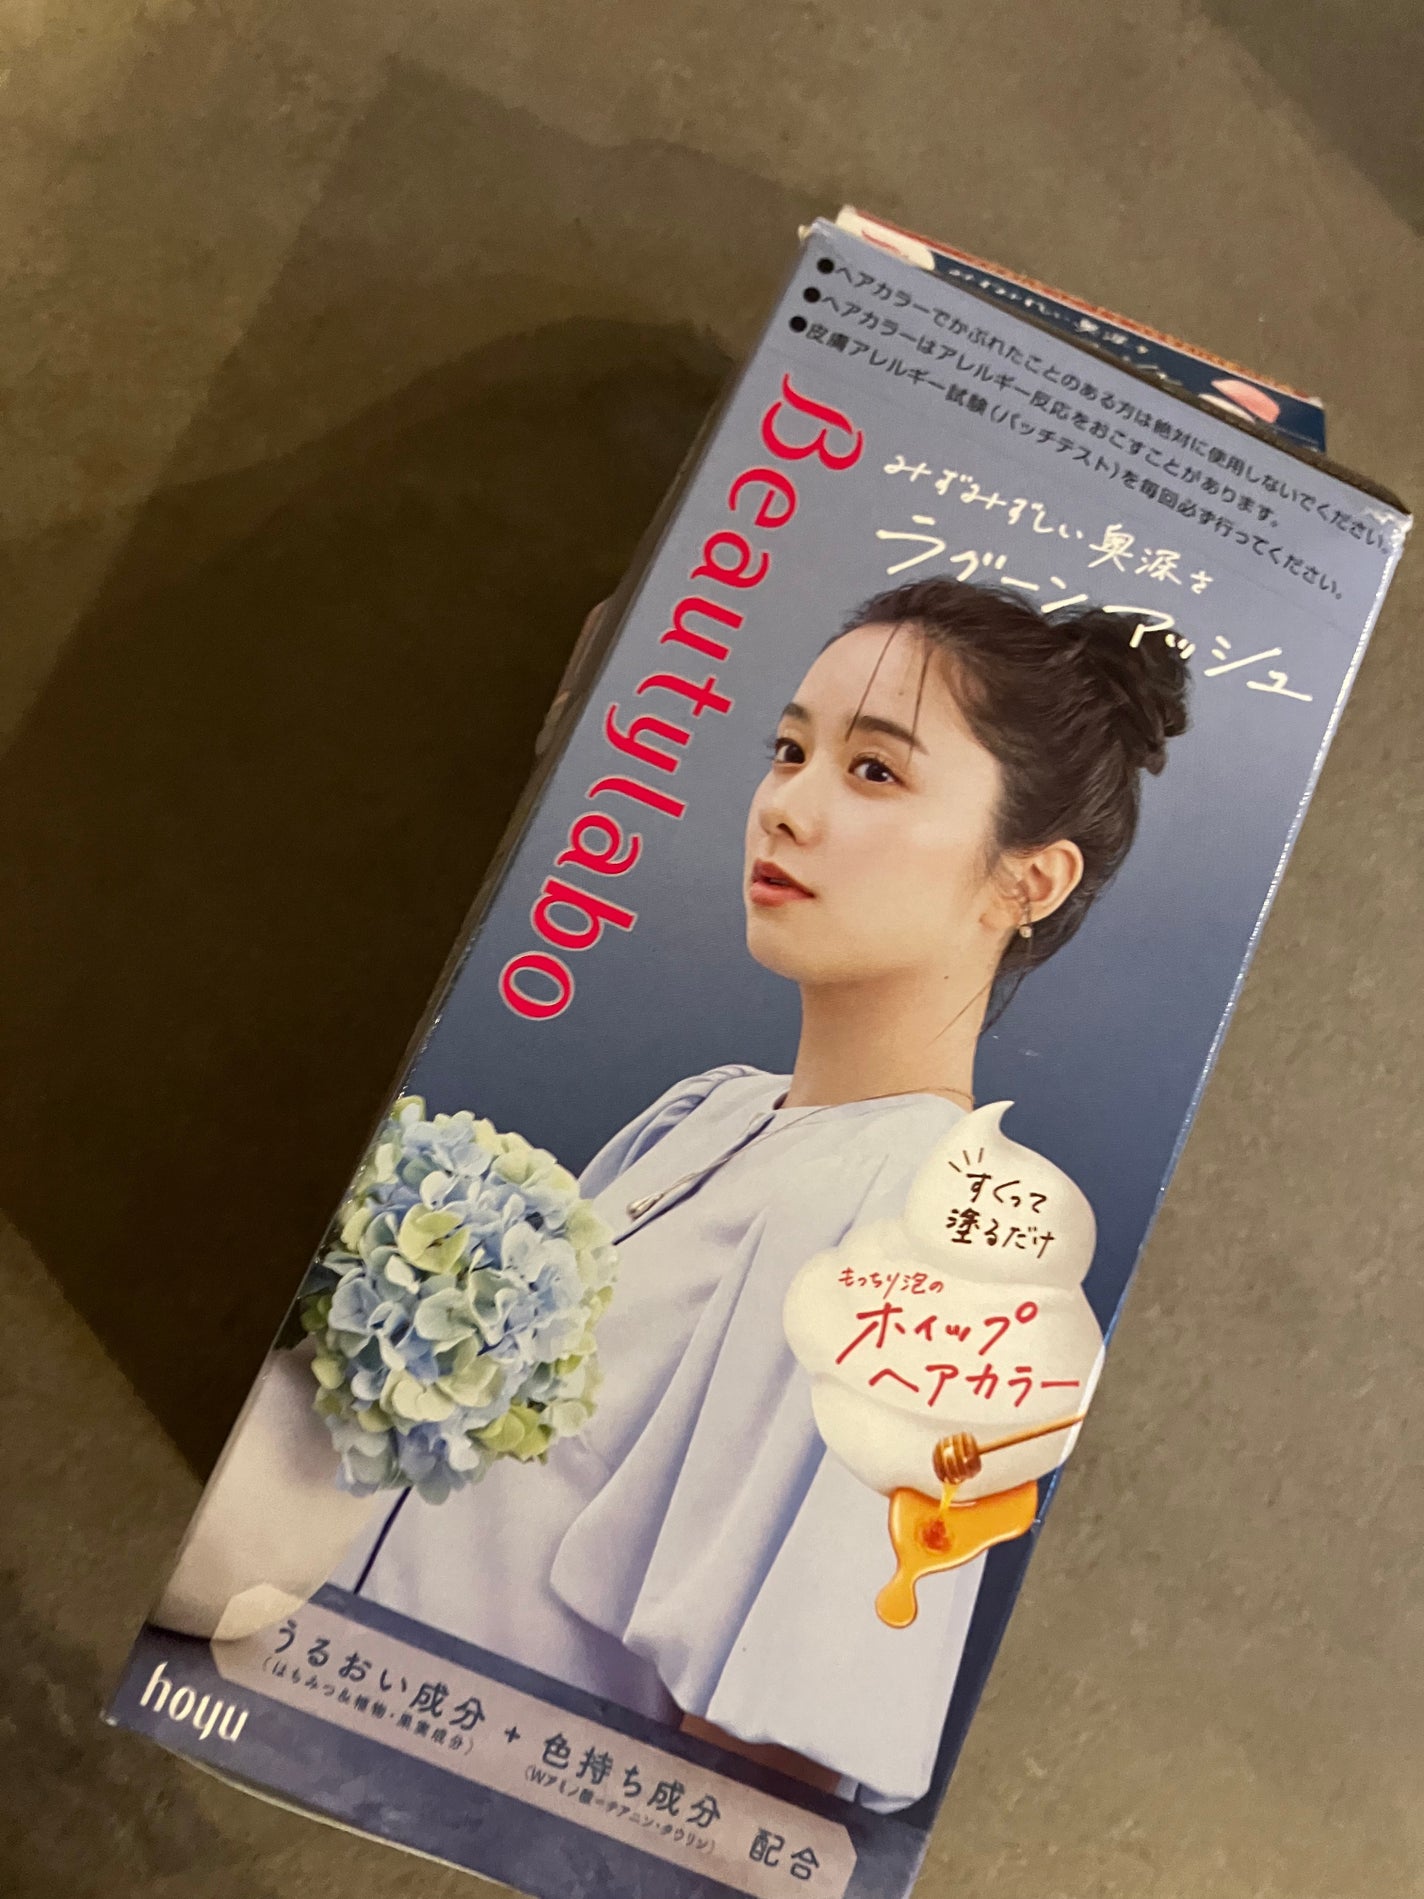 ●ヘアカラーでかぶれたことのある方は絶対に使用しないでください。
●ヘアカラーはアレルギー反応をおこすことがあります。
●皮膚アレルギー試験(パッチテスト)を毎回必ず行ってください。
みずみずしい奥深さ
ラグーンアッシュ
Beautylabo
すくって
塗るだけ
もっちり泡の
ホイップ
ヘアカラー
うるおい成分 + 色持ち成分 配合
(はちみつ&植物・果実成分)
(Wアミノ酸=テアニン・タウリン)
hoyu